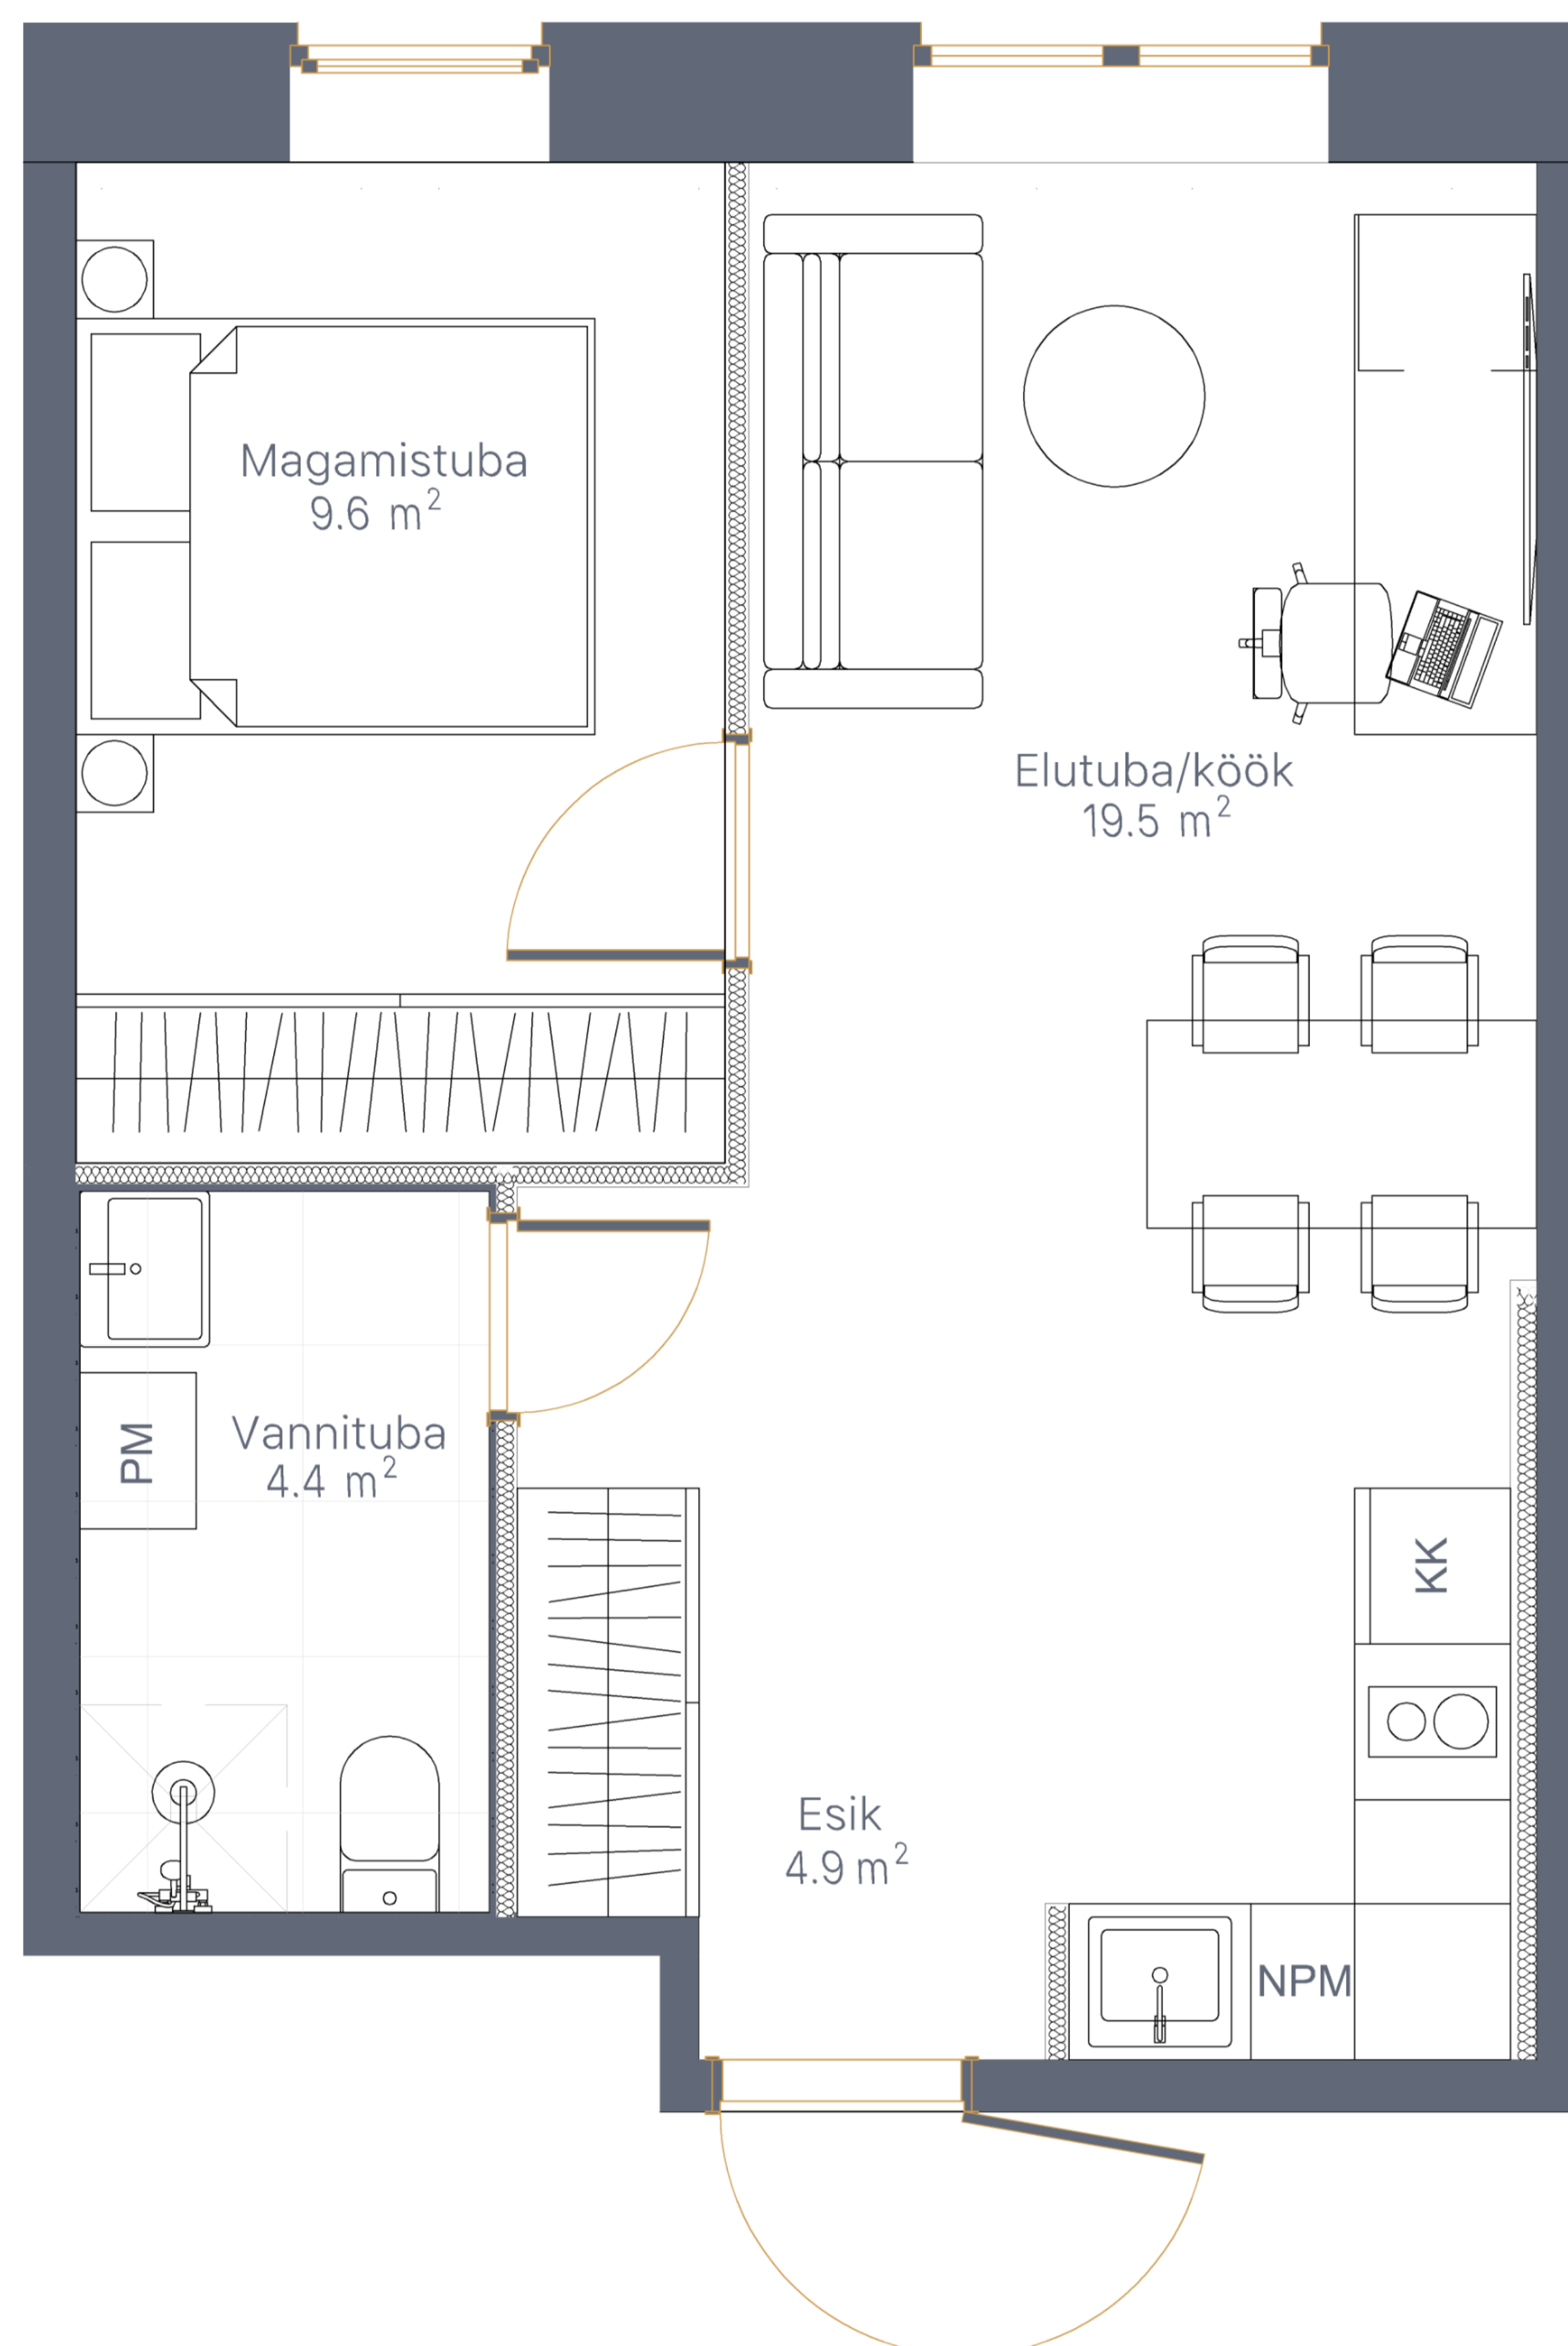 Magamistuba
9.6 m²
Elutuba/köök
19.5 m²
PM
Vannituba
4.4 m²
KK
Esik
4.9 m²
NPM